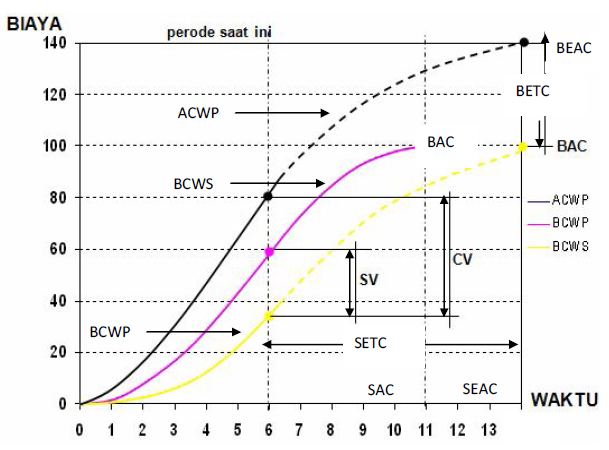 BIAYA
perode saat ini
140
BEAC
120
BETC
ACWP
100
BAC
BAC
BCWS
80
ACWP
BCWP
BCWS
60
SV
CV
40
BCWP
SETC
20
SAC
SEAC
0
WAKTU
0 1 2 3 4 5 6 7 8 9 10 11 12 13